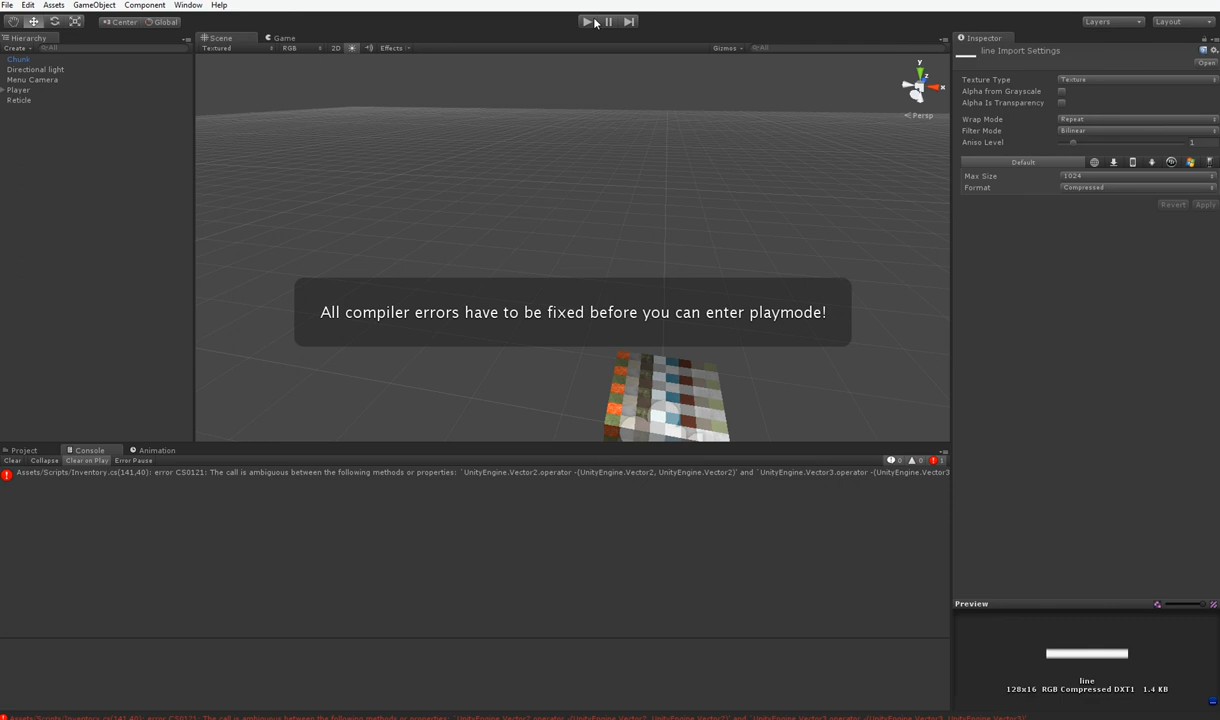 File Edit Assets GameObject Component Window Help
Center Global Layers Layout
Hierarchy
Create All
Chunk
Directional light
Menu Camera
Player
Reticle
Scene Game
Textured RGB 2D Effects Gizmos All
y
z
x
Persp
All compiler errors have to be fixed before you can enter playmode!
Project Console Animation
Clear Collapse Clear on Play Error Pause 0 0 1
Assets/Scripts/Inventory.cs(141,40): error CS0121: The call is ambiguous between the following methods or properties: `UnityEngine.Vector2.operator -(UnityEngine.Vector2, UnityEngine.Vector2)' and `UnityEngine.Vector3.operator -(UnityEngine.Vector3
Inspector
line Import Settings
Open
Texture Type Texture
Alpha from Grayscale
Alpha Is Transparency
Wrap Mode Repeat
Filter Mode Bilinear
Aniso Level 1
Default
Max Size 1024
Format Compressed
Revert Apply
Preview
line
128x16 RGB Compressed DXT1 1.4 KB